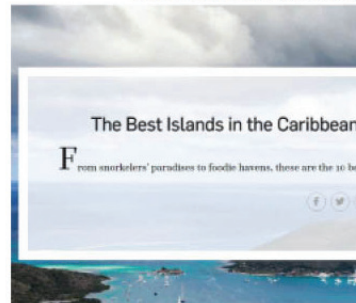 The Best Islands in the Caribbean
From snorkelers' paradises to foodie havens, these are the 10